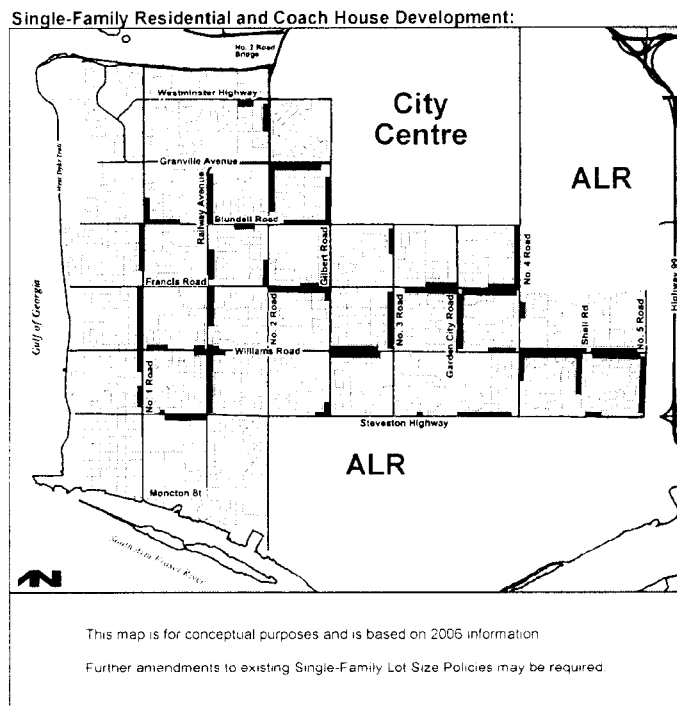 Single-Family Residential and Coach House Development:
No. 2 Road
Bridge
Westminster Highway
City
Centre
Granville Avenue
ALR
Railway Avenue
Blundell Road
Gilbert Road
No. 4 Road
Highway 99
Gulf of Georgia
Francis Road
No. 2 Road
No. 3 Road
Garden City Road
Shell Rd
No. 5 Road
Williams Road
No. 1 Road
Steveston Highway
ALR
Moncton St
South Arm Fraser River
This map is for conceptual purposes and is based on 2006 information
Further amendments to existing Single-Family Lot Size Policies may be required.